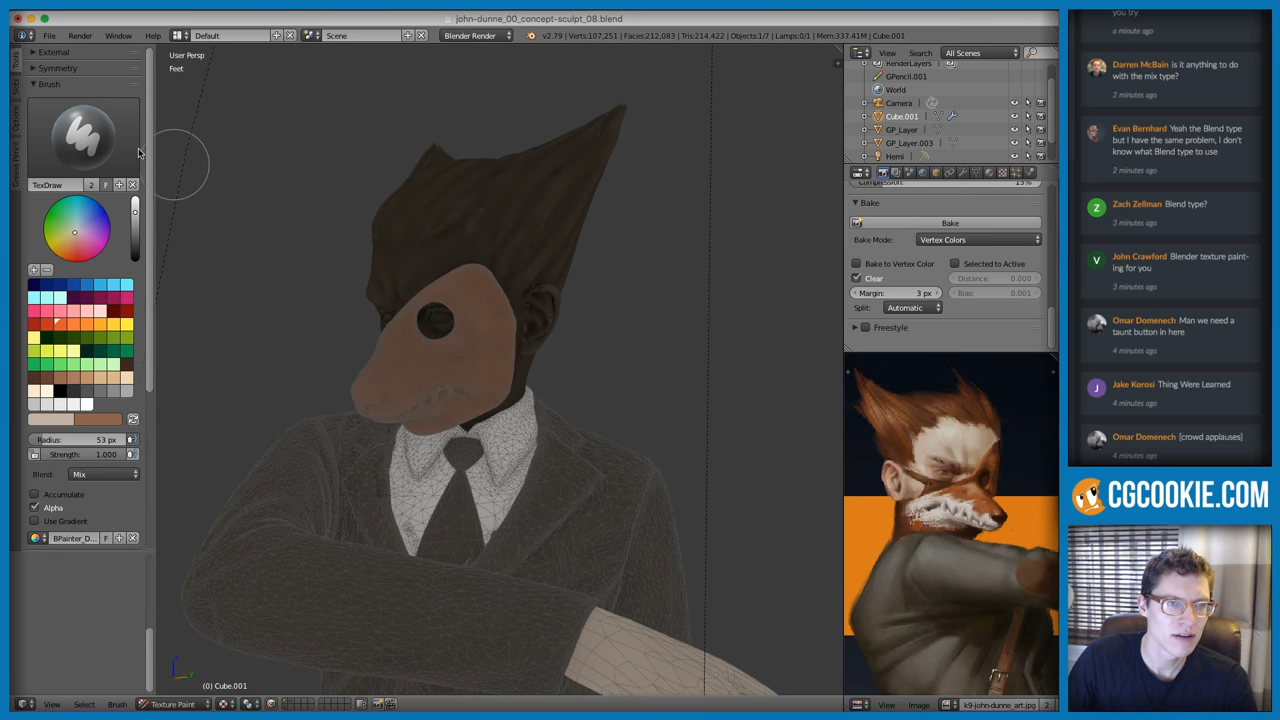 john-dunne_00_concept-sculpt_08.blend
File Render Window Help Default Scene Blender Render v2.79 | Verts:107,251 | Faces:212,083 | Tris:214,422 | Objects:1/7 | Lamps:0/1 | Mem:337.41M | Cube.001
Tools
Slots
Options
Grease Pencil
External
Symmetry
Brush
TexDraw 2 F
Radius: 53 px
Strength: 1.000
Blend: Mix
Accumulate
Alpha
Use Gradient
BPainter_D... F
User Persp
Feet
(0) Cube.001
View Select Brush Texture Paint
View Search All Scenes
RenderLayers
GPencil.001
World
Camera
Cube.001
GP_Layer
GP_Layer.003
Hemi
Compression: 15%
Bake
Bake
Bake Mode: Vertex Colors
Bake to Vertex Color Selected to Active
Clear Distance: 0.000
Margin: 3 px Bias: 0.001
Split: Automatic
Freestyle
View Image k9-john-dunne_art.jpg 2
you try
a minute ago
Darren McBain is it anything to do
with the mix type?
2 minutes ago
Evan Bernhard Yeah the Blend type
but I have the same problem, I don't
know what Blend type to use
2 minutes ago
Z
Zach Zellman Blend type?
3 minutes ago
V
John Crawford Blender texture paint-
ing for you
3 minutes ago
Omar Domenech Man we need a
taunt button in here
4 minutes ago
J
Jake Korosi Thing Were Learned
4 minutes ago
Omar Domenech [crowd applauses]
4 minutes ago
CGCOOKIE.COM